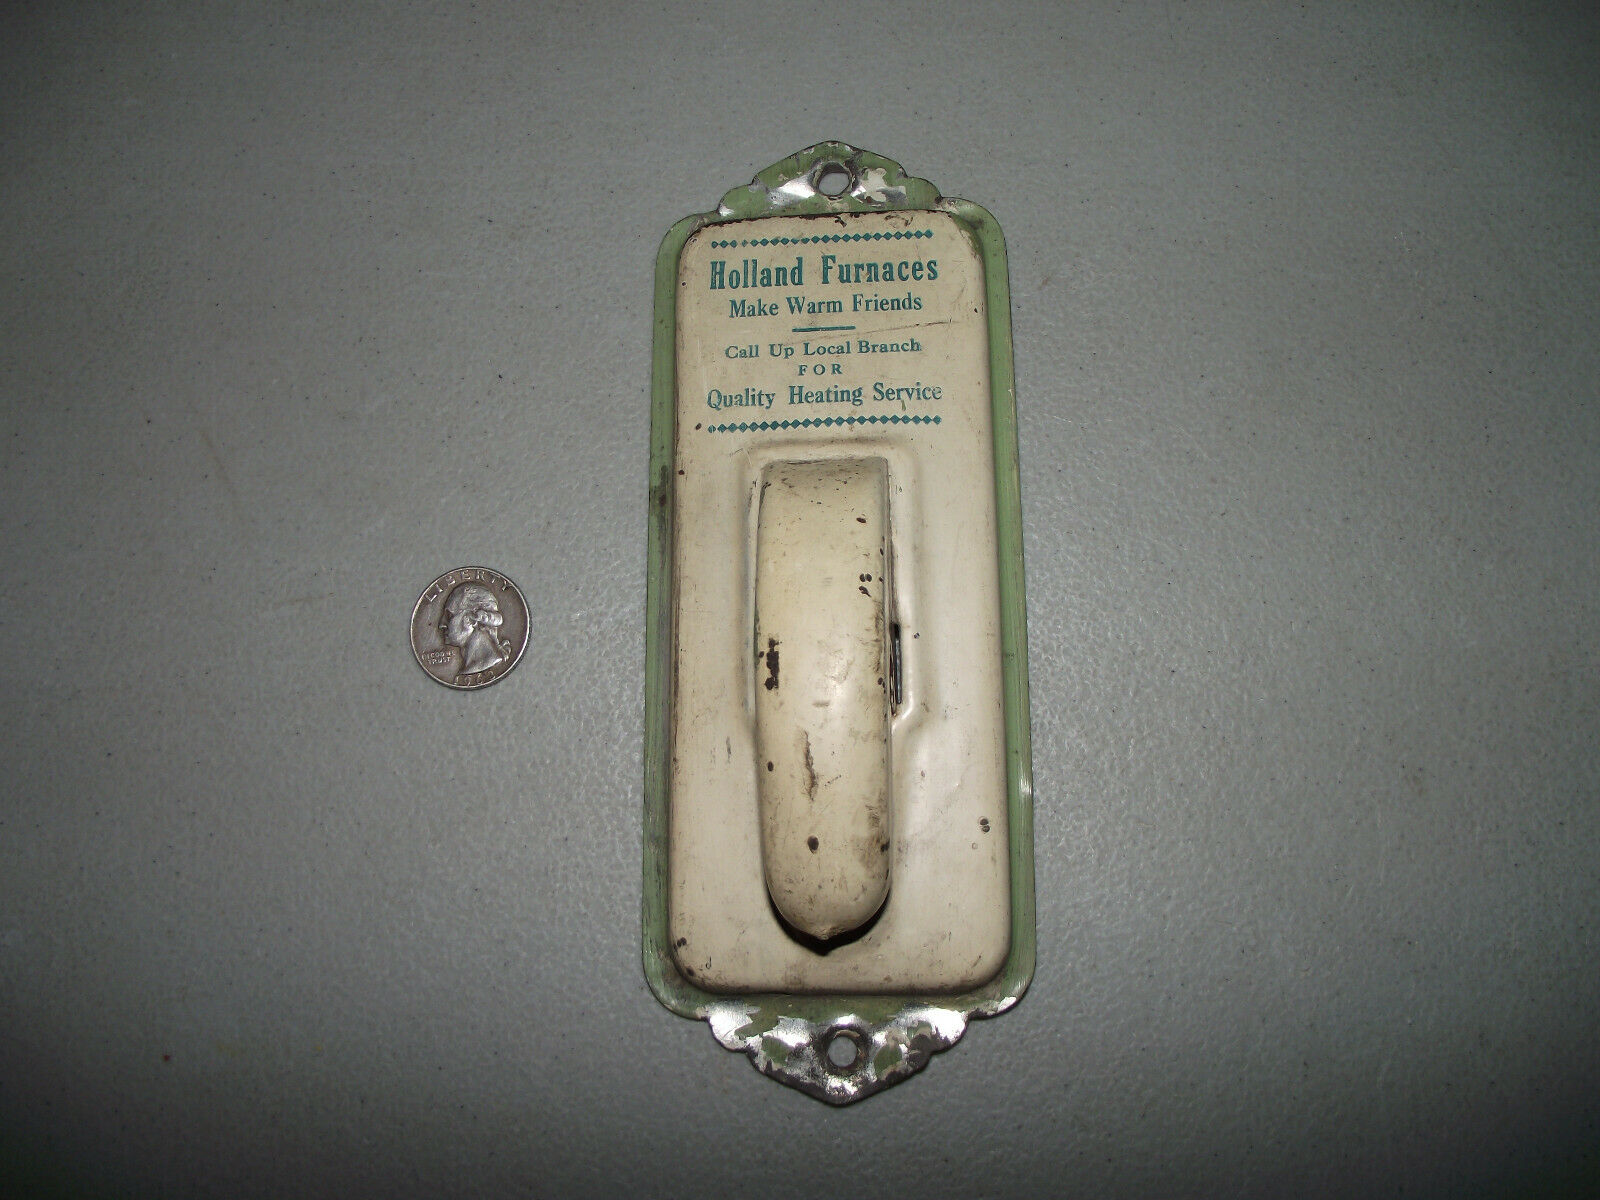 Holland Furnaces
Make Warm Friends
Call Up Local Branch
FOR
Quality Heating Service
LIBERTY
IN GOD WE
TRUST